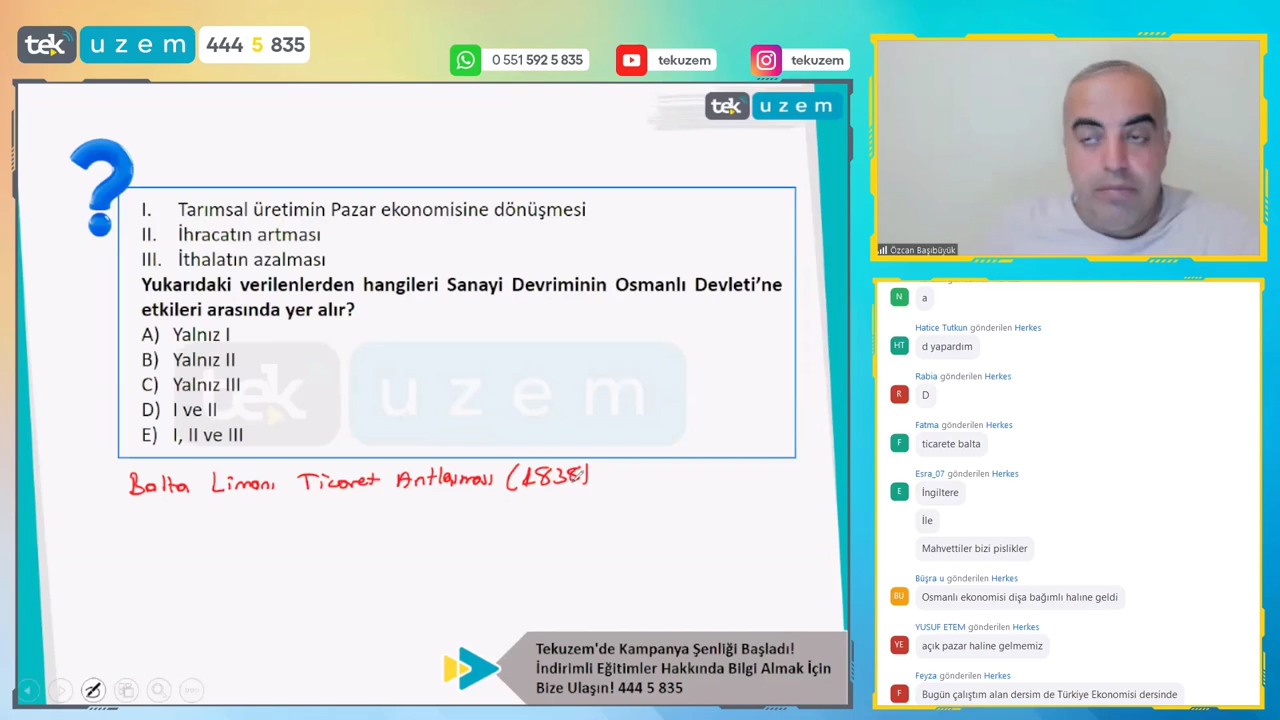 tek uzem 444 5 835
0 551 592 5 835
tekuzem
tekuzem
tek uzem
I. Tarımsal üretimin Pazar ekonomisine dönüşmesi
II. İhracatın artması
III. İthalatın azalması
Yukarıdaki verilenlerden hangileri Sanayi Devriminin Osmanlı Devleti’ne
etkileri arasında yer alır?
A) Yalnız I
B) Yalnız II
C) Yalnız III
D) I ve II
E) I, II ve III
tek uzem
Balta Limanı Ticaret Antlaşması (1838)
Tekuzem'de Kampanya Şenliği Başladı!
İndirimli Eğitimler Hakkında Bilgi Almak İçin
Bize Ulaşın! 444 5 835
Özcan Başıbüyük
N
a
Hatice Tutkun gönderilen Herkes
HT
d yapardım
Rabia gönderilen Herkes
R
D
Fatma gönderilen Herkes
F
ticarete balta
Esra_07 gönderilen Herkes
E
İngiltere
İle
Mahvettiler bizi pislikler
Büşra u gönderilen Herkes
BU
Osmanlı ekonomisi dişa bağımlı halıne geldi
YUSUF ETEM gönderilen Herkes
YE
açık pazar haline gelmemiz
Feyza gönderilen Herkes
F
Bugün çalıştım alan dersim de Türkiye Ekonomisi dersinde